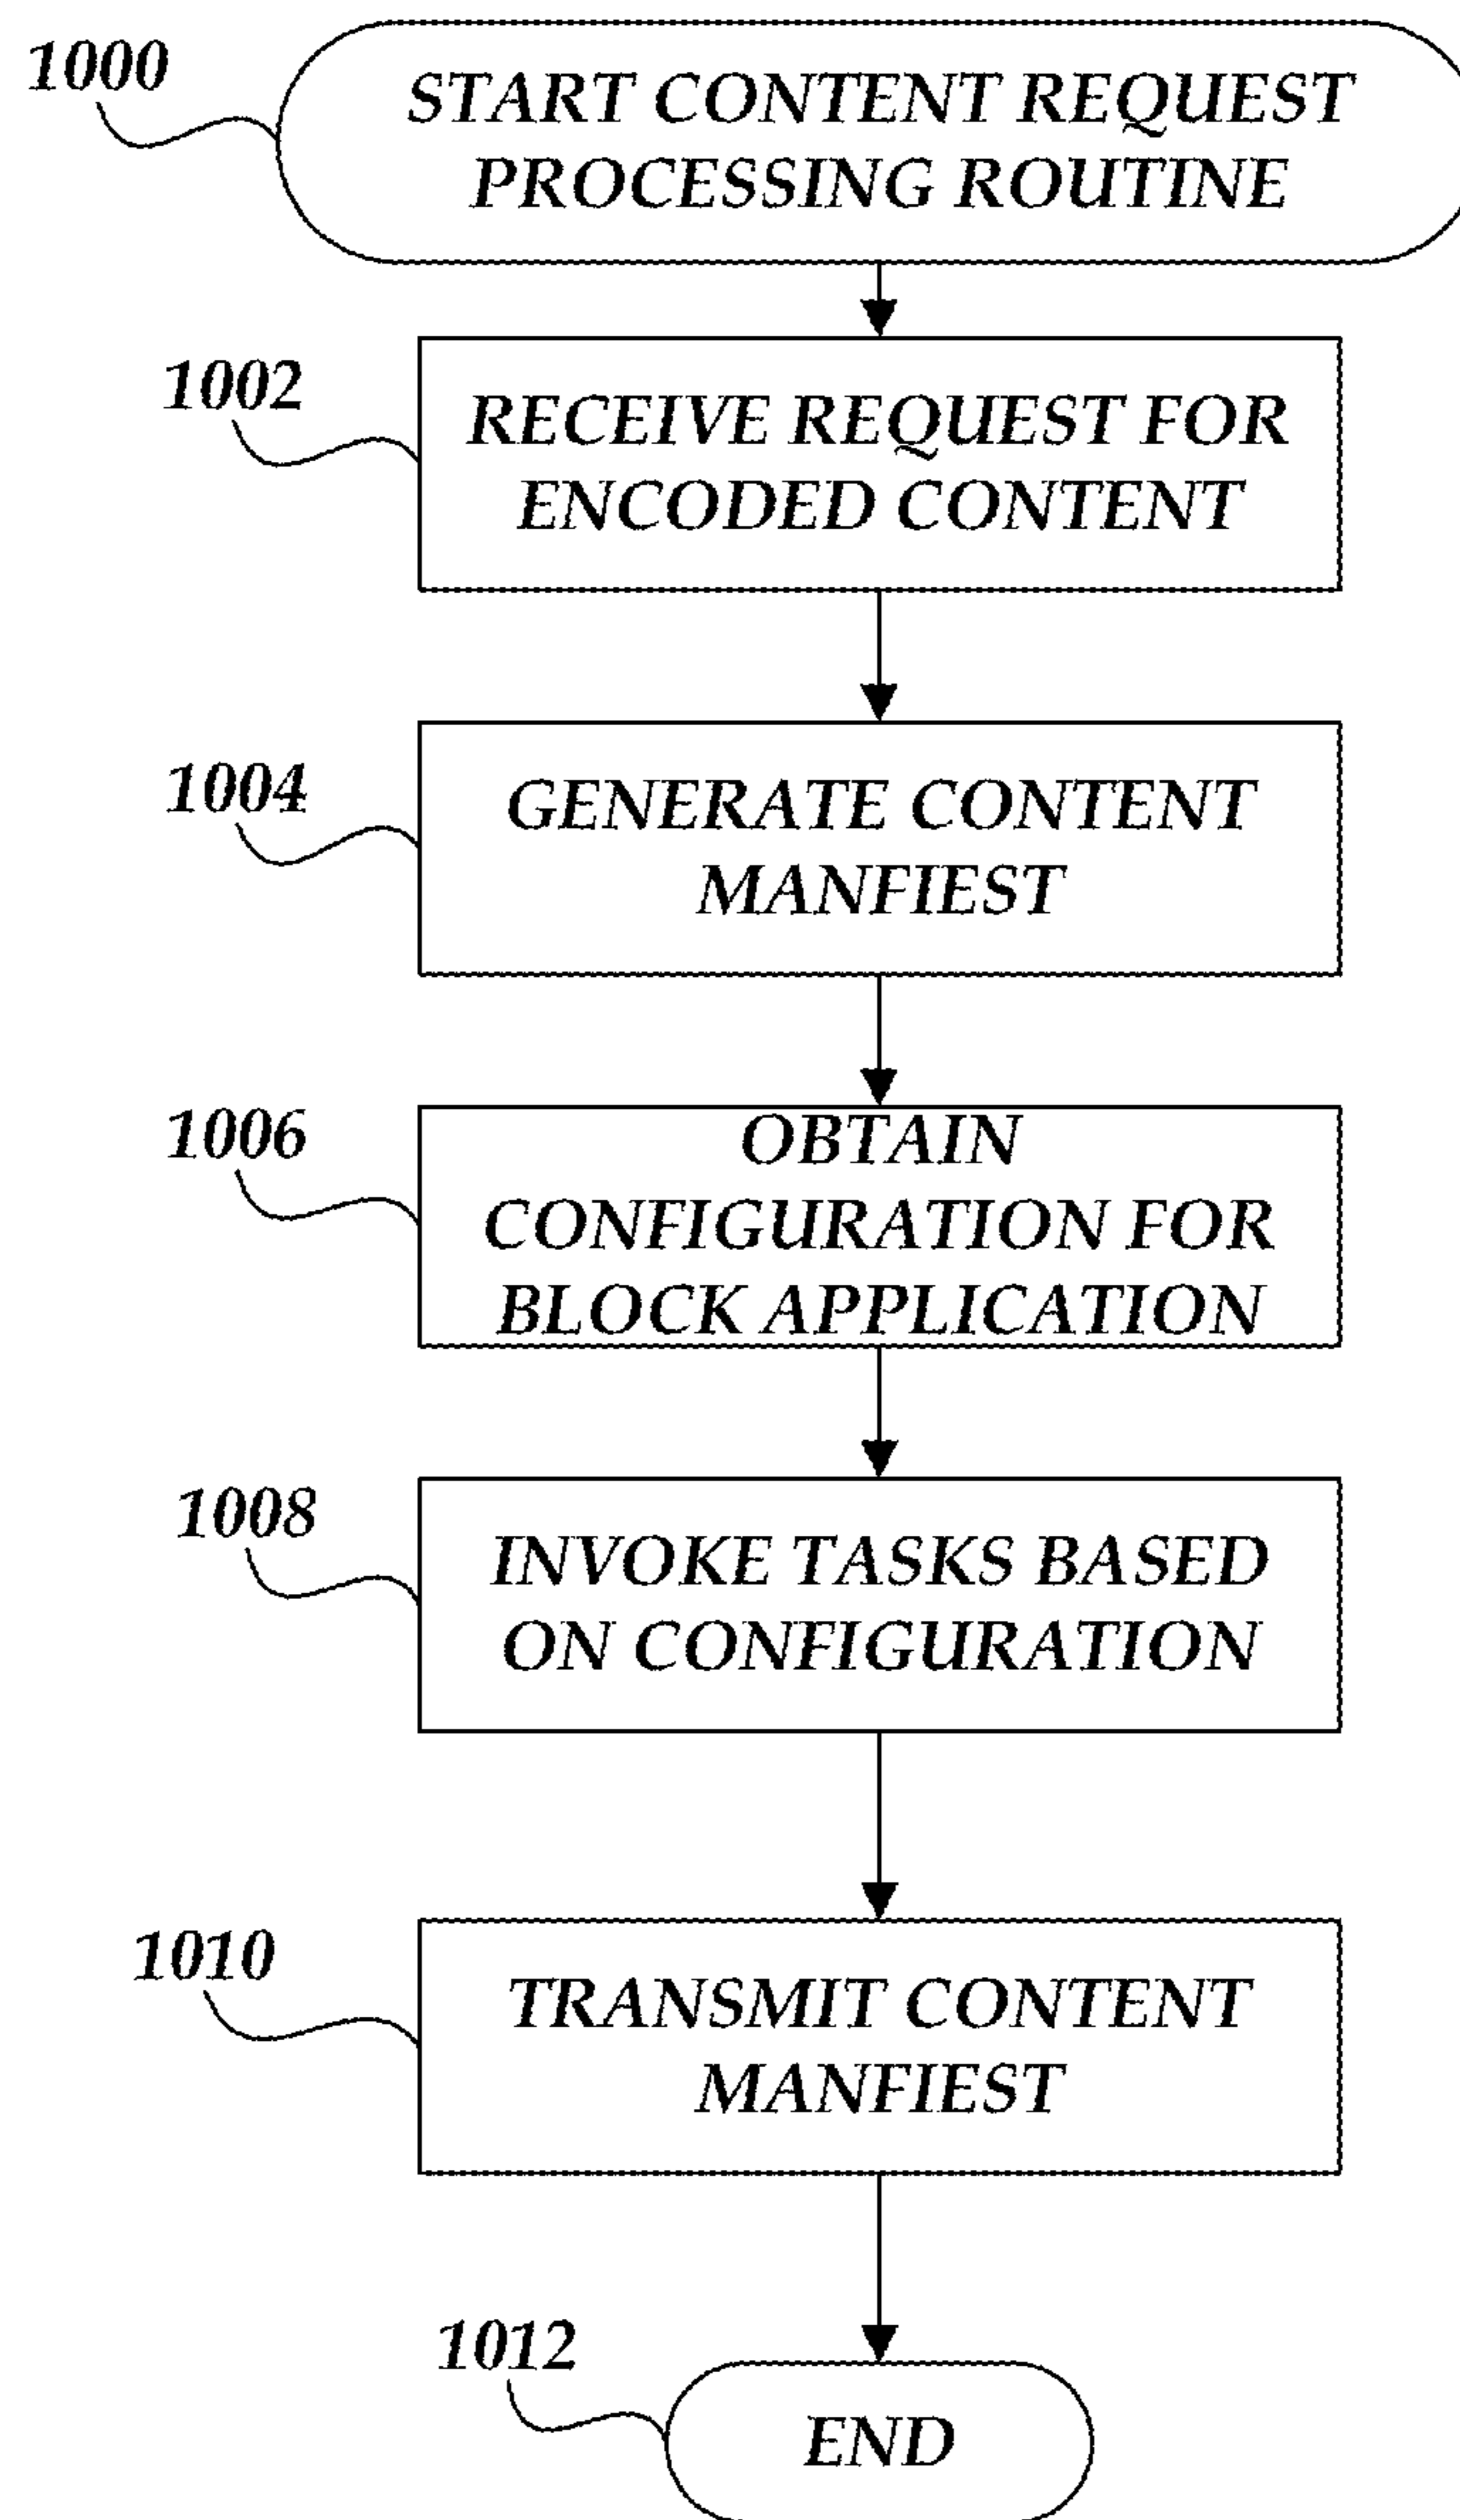 1000
START CONTENT REQUEST
PROCESSING ROUTINE
1002
RECEIVE REQUEST FOR
ENCODED CONTENT
1004
GENERATE CONTENT
MANFIEST
1006
OBTAIN
CONFIGURATION FOR
BLOCK APPLICATION
1008
INVOKE TASKS BASED
ON CONFIGURATION
1010
TRANSMIT CONTENT
MANFIEST
1012
END